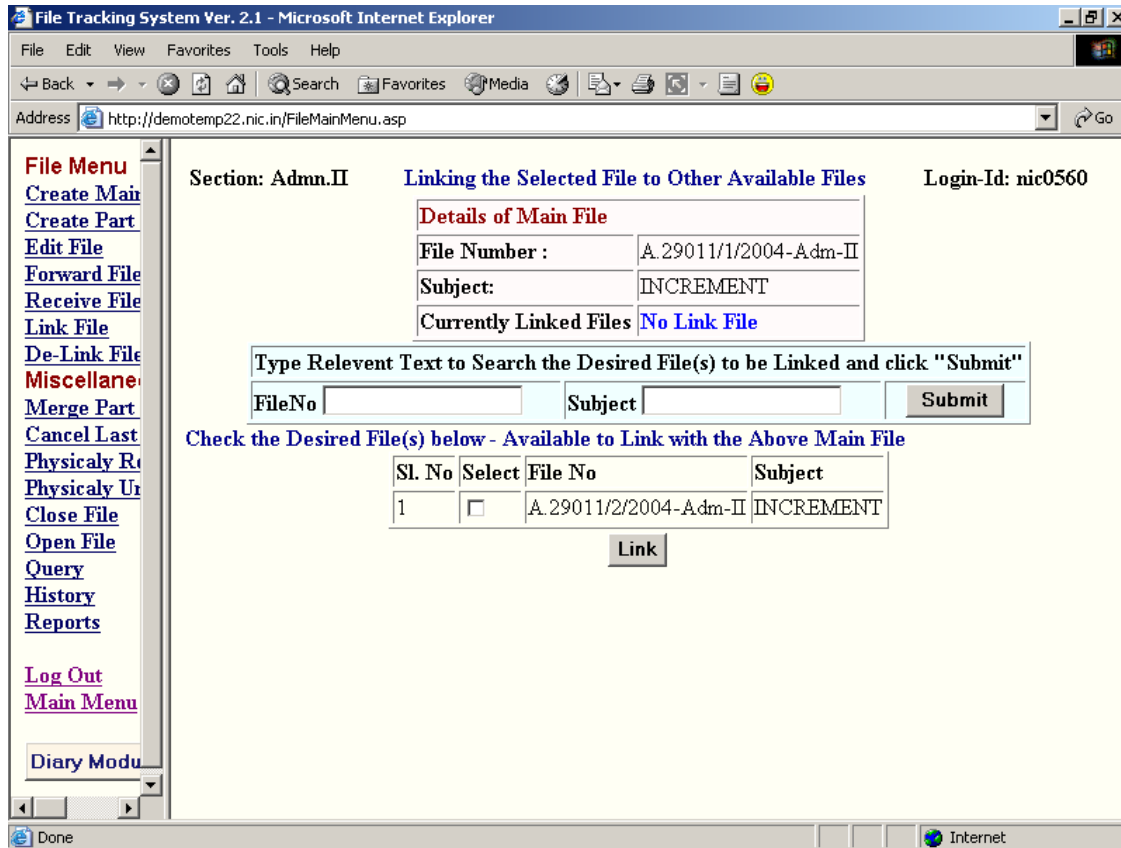 File Tracking System Ver. 2.1 - Microsoft Internet Explorer
File Edit View Favorites Tools Help
Back Search Favorites Media
Address http://demotemp22.nic.in/FileMainMenu.asp Go
File Menu
Create Main
Create Part
Edit File
Forward File
Receive File
Link File
De-Link File
Miscellane
Merge Part
Cancel Last
Physicaly Re
Physicaly Un
Close File
Open File
Query
History
Reports
Log Out
Main Menu
Diary Modu
Section: Admn.II Linking the Selected File to Other Available Files Login-Id: nic0560
Details of Main File
File Number : A.29011/1/2004-Adm-II
Subject: INCREMENT
Currently Linked Files No Link File
Type Relevent Text to Search the Desired File(s) to be Linked and click "Submit"
FileNo Subject Submit
Check the Desired File(s) below - Available to Link with the Above Main File
Sl. No Select File No Subject
1 A.29011/2/2004-Adm-II INCREMENT
Link
Done Internet